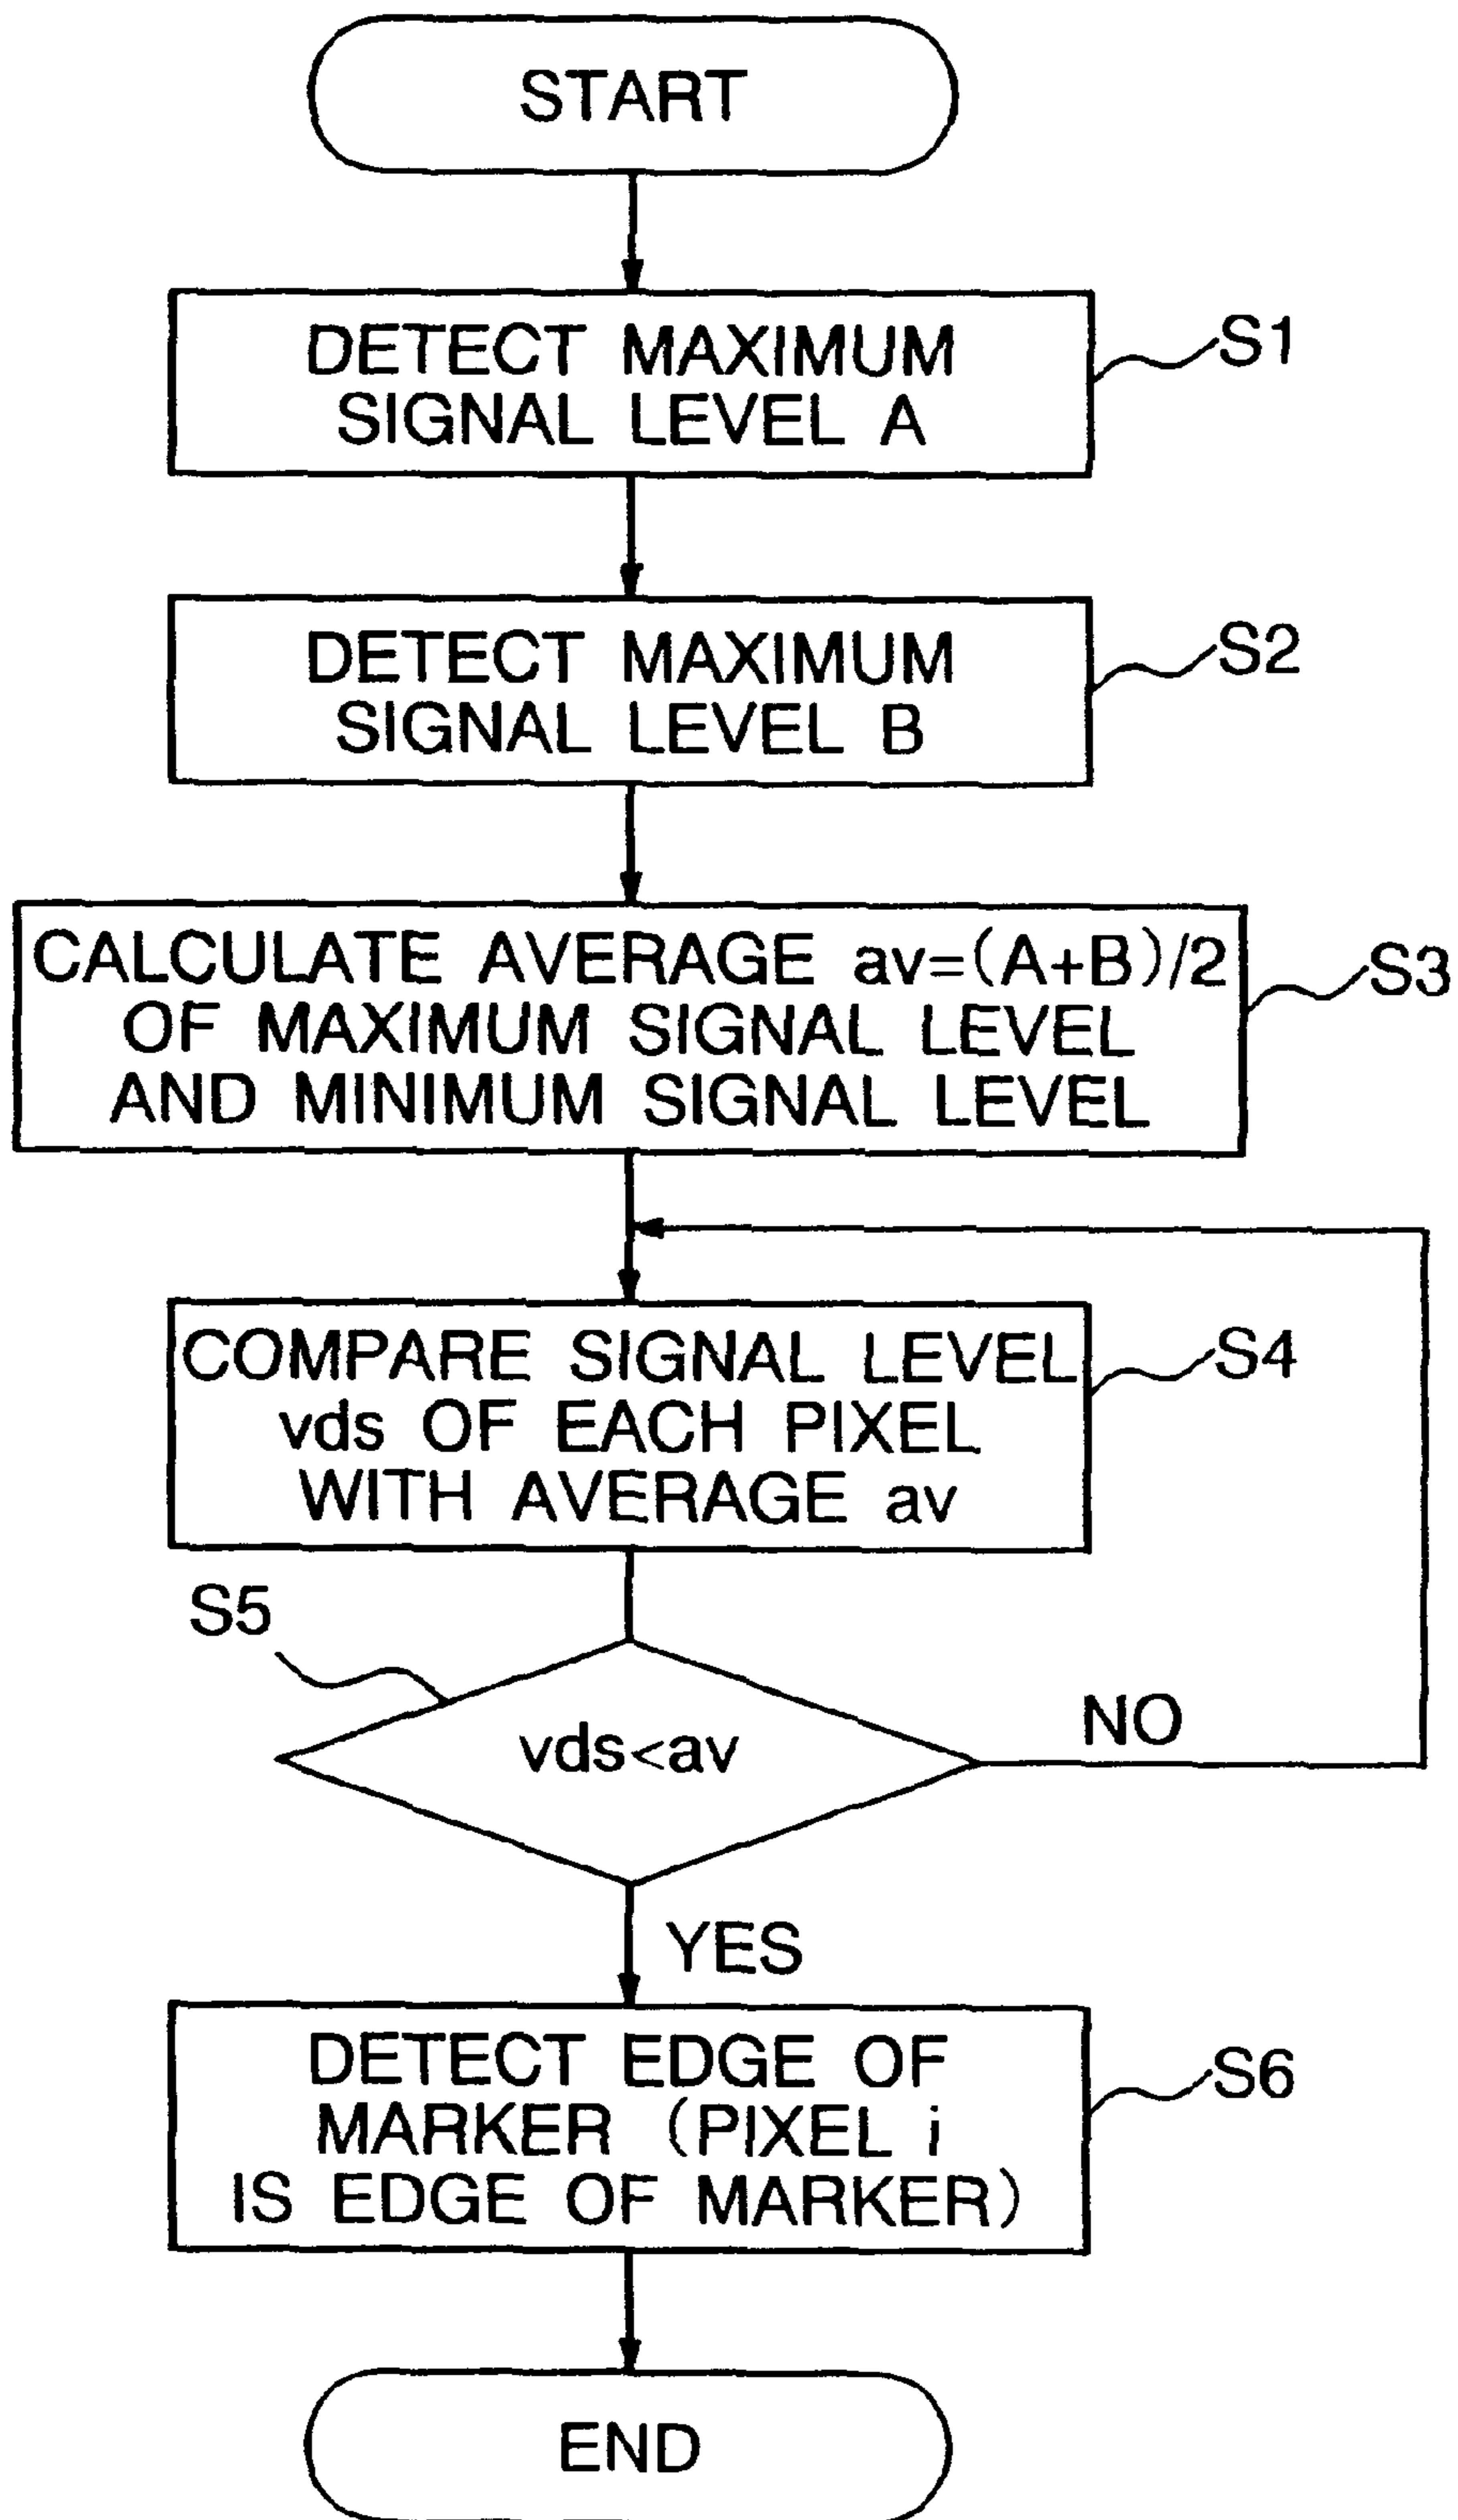 START
DETECT MAXIMUM
SIGNAL LEVEL A
S1
DETECT MAXIMUM
SIGNAL LEVEL B
S2
CALCULATE AVERAGE av=(A+B)/2
OF MAXIMUM SIGNAL LEVEL
AND MINIMUM SIGNAL LEVEL
S3
COMPARE SIGNAL LEVEL
vds OF EACH PIXEL
WITH AVERAGE av
S4
S5
vds<av
NO
YES
DETECT EDGE OF
MARKER (PIXEL i
IS EDGE OF MARKER)
S6
END